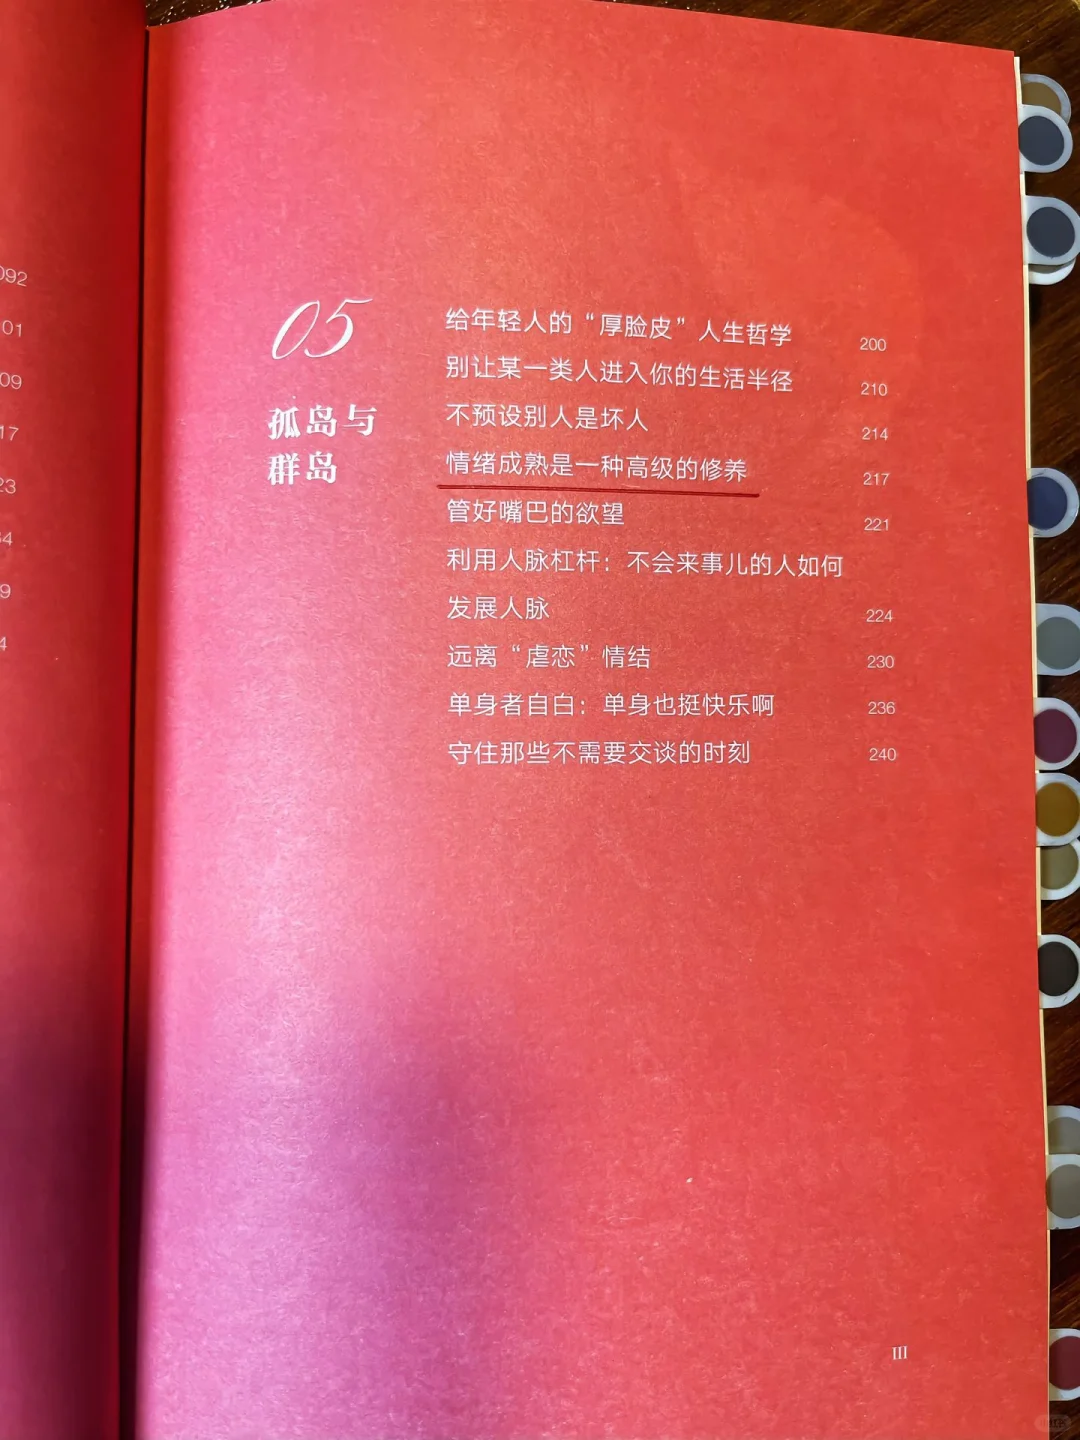 092
01
09
17
23
4
9
4
05
孤岛与
群岛
给年轻人的“厚脸皮”人生哲学 200
别让某一类人进入你的生活半径 210
不预设别人是坏人 214
情绪成熟是一种高级的修养 217
管好嘴巴的欲望 221
利用人脉杠杆：不会来事儿的人如何
发展人脉 224
远离“虐恋”情结 230
单身者自白：单身也挺快乐啊 236
守住那些不需要交谈的时刻 240
III